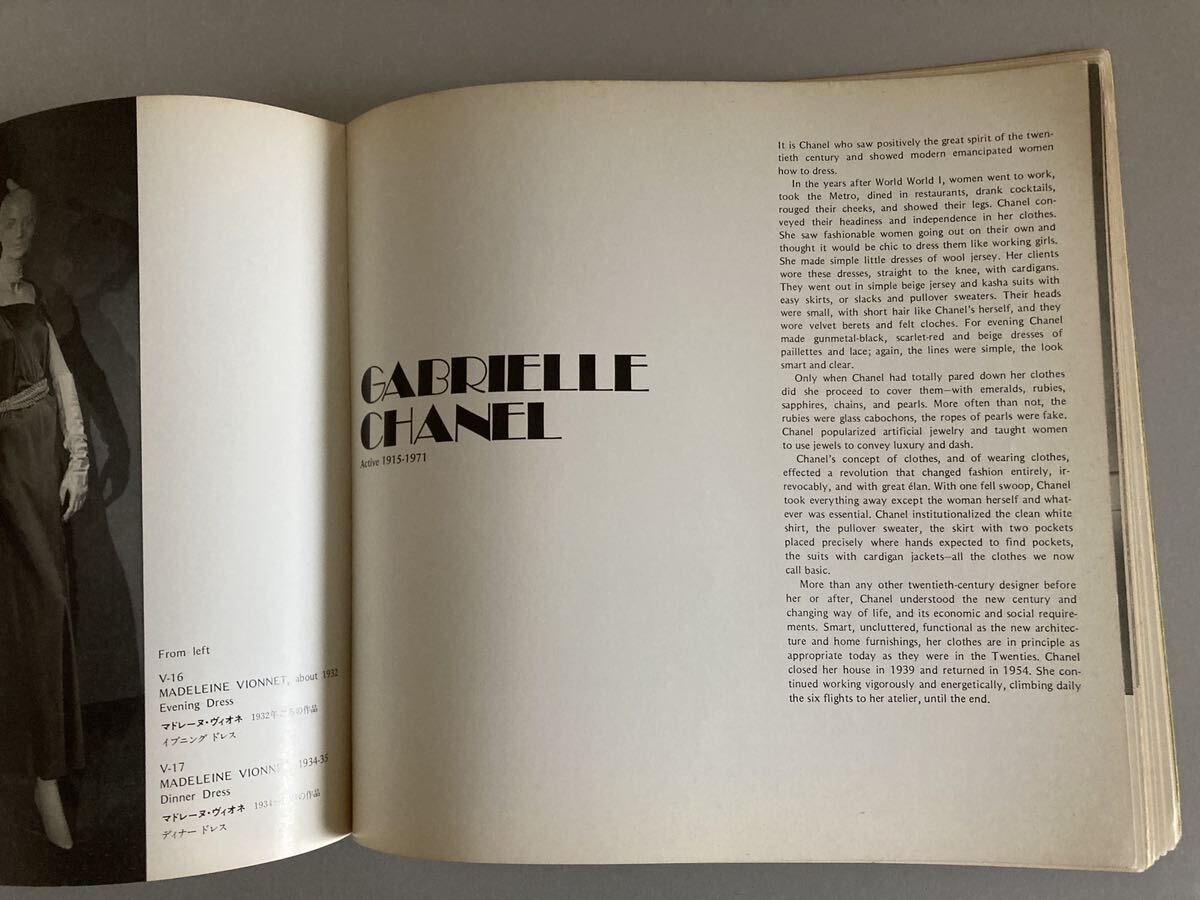 From left
V-16
MADELEINE VIONNET, about 1932
Evening Dress
マドレーヌ・ヴィオネ 1932年ごろの作品
イブニング ドレス
V-17
MADELEINE VIONNET, 1934-35
Dinner Dress
マドレーヌ・ヴィオネ 1934 の作品
ディナー ドレス
GABRIELLE
CHANEL
Active 1915-1971
It is Chanel who saw positively the great spirit of the twen-
tieth century and showed modern emancipated women
how to dress.
In the years after World World I, women went to work,
took the Metro, dined in restaurants, drank cocktails,
rouged their cheeks, and showed their legs. Chanel con-
veyed their headiness and independence in her clothes.
She saw fashionable women going out on their own and
thought it would be chic to dress them like working girls.
She made simple little dresses of wool jersey. Her clients
wore these dresses, straight to the knee, with cardigans.
They went out in simple beige jersey and kasha suits with
easy skirts, or slacks and pullover sweaters. Their heads
were small, with short hair like Chanel's herself, and they
wore velvet berets and felt cloches. For evening Chanel
made gunmetal-black, scarlet-red and beige dresses of
paillettes and lace; again, the lines were simple, the look
smart and clear.
Only when Chanel had totally pared down her clothes
did she proceed to cover them—with emeralds, rubies,
sapphires, chains, and pearls. More often than not, the
rubies were glass cabochons, the ropes of pearls were fake.
Chanel popularized artificial jewelry and taught women
to use jewels to convey luxury and dash.
Chanel's concept of clothes, and of wearing clothes,
effected a revolution that changed fashion entirely, ir-
revocably, and with great élan. With one fell swoop, Chanel
took everything away except the woman herself and what-
ever was essential. Chanel institutionalized the clean white
shirt, the pullover sweater, the skirt with two pockets
placed precisely where hands expected to find pockets,
the suits with cardigan jackets—all the clothes we now
call basic.
More than any other twentieth-century designer before
her or after, Chanel understood the new century and
changing way of life, and its economic and social require-
ments. Smart, uncluttered, functional as the new architec-
ture and home furnishings, her clothes are in principle as
appropriate today as they were in the Twenties. Chanel
closed her house in 1939 and returned in 1954. She con-
tinued working vigorously and energetically, climbing daily
the six flights to her atelier, until the end.